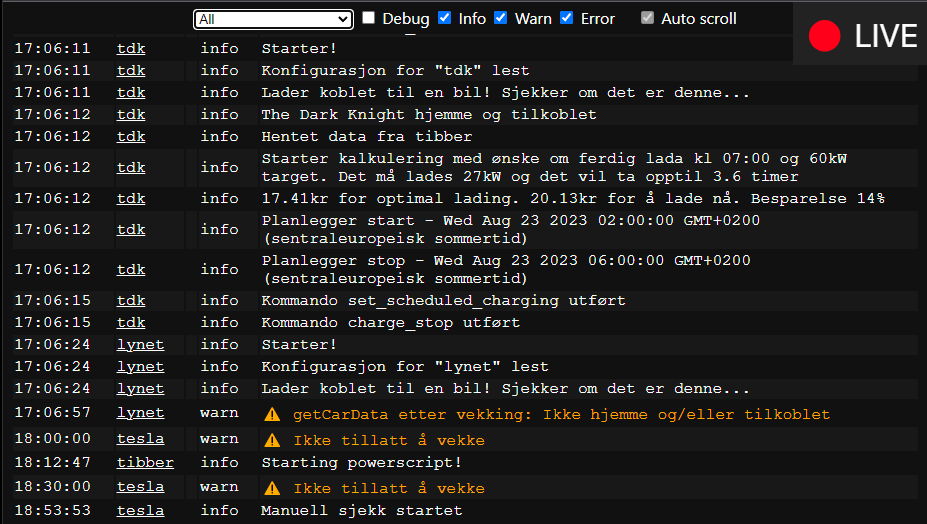 All Debug Info Warn Error Auto scroll
LIVE
17:06:11 tdk info Starter!
17:06:11 tdk info Konfigurasjon for "tdk" lest
17:06:11 tdk info Lader koblet til en bil! Sjekker om det er denne...
17:06:12 tdk info The Dark Knight hjemme og tilkoblet
17:06:12 tdk info Hentet data fra tibber
17:06:12 tdk info Starter kalkulering med ønske om ferdig lada kl 07:00 og 60kW
target. Det må lades 27kW og det vil ta opptil 3.6 timer
17:06:12 tdk info 17.41kr for optimal lading. 20.13kr for å lade nå. Besparelse 14%
17:06:12 tdk info Planlegger start - Wed Aug 23 2023 02:00:00 GMT+0200
(sentraleuropeisk sommertid)
17:06:12 tdk info Planlegger stop - Wed Aug 23 2023 06:00:00 GMT+0200
(sentraleuropeisk sommertid)
17:06:15 tdk info Kommando set_scheduled_charging utført
17:06:15 tdk info Kommando charge_stop utført
17:06:24 lynet info Starter!
17:06:24 lynet info Konfigurasjon for "lynet" lest
17:06:24 lynet info Lader koblet til en bil! Sjekker om det er denne...
17:06:57 lynet warn getCarData etter vekking: Ikke hjemme og/eller tilkoblet
18:00:00 tesla warn Ikke tillatt å vekke
18:12:47 tibber info Starting powerscript!
18:30:00 tesla warn Ikke tillatt å vekke
18:53:53 tesla info Manuell sjekk startet